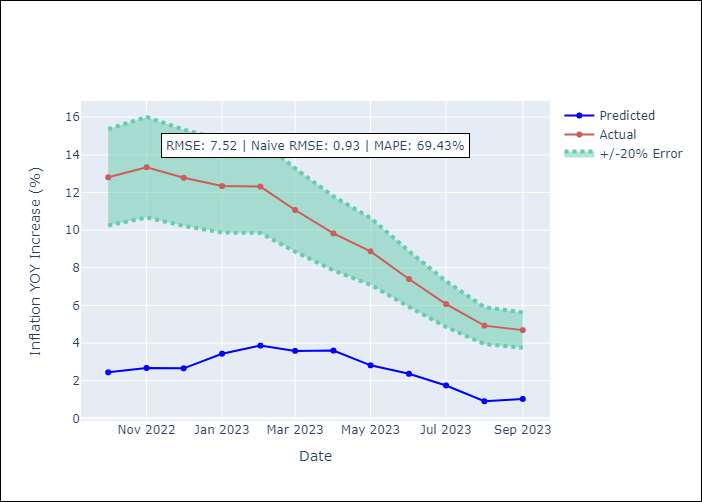 16
14
12
10
8
6
4
2
0
Inflation YOY Increase (%)
RMSE: 7.52 | Naive RMSE: 0.93 | MAPE: 69.43%
Predicted
Actual
+/-20% Error
Nov 2022
Jan 2023
Mar 2023
May 2023
Jul 2023
Sep 2023
Date